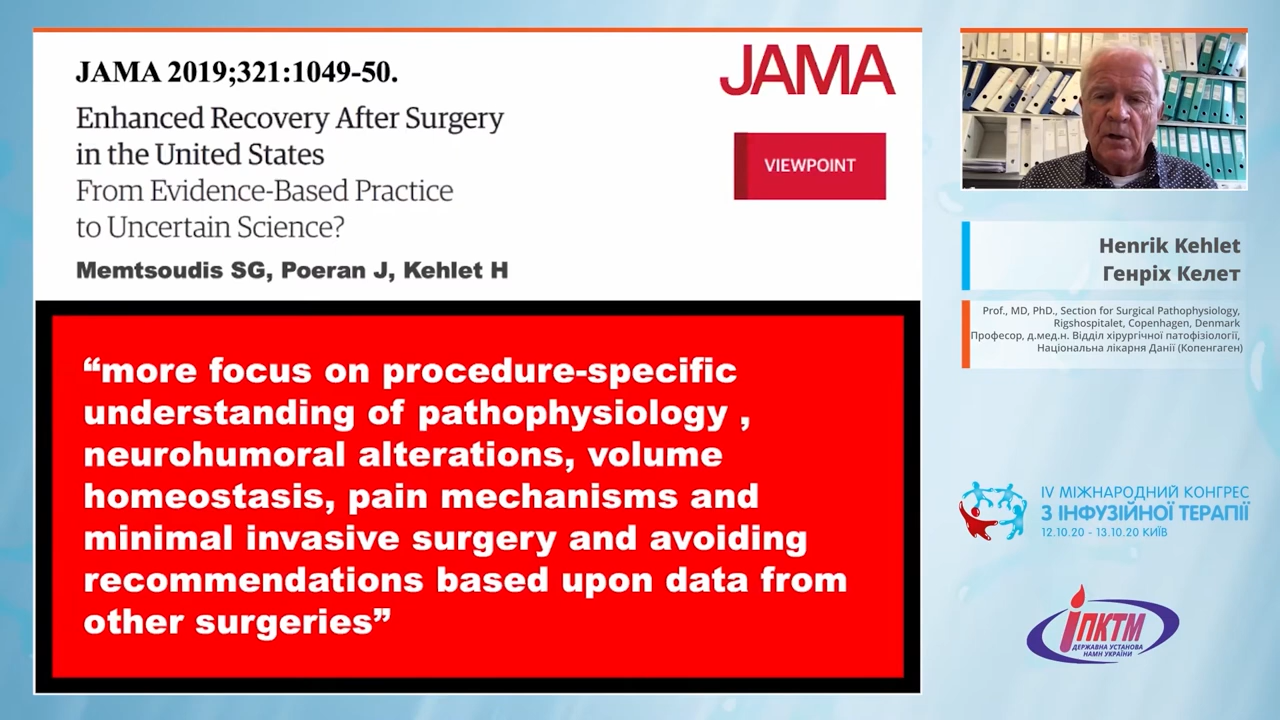 JAMA 2019;321:1049-50.
JAMA
Enhanced Recovery After Surgery
in the United States
From Evidence-Based Practice
to Uncertain Science?
VIEWPOINT
Memtsoudis SG, Poeran J, Kehlet H
“more focus on procedure-specific
understanding of pathophysiology ,
neurohumoral alterations, volume
homeostasis, pain mechanisms and
minimal invasive surgery and avoiding
recommendations based upon data from
other surgeries”
Henrik Kehlet
Генріх Келет
Prof., MD, PhD., Section for Surgical Pathophysiology,
Rigshospitalet, Copenhagen, Denmark
Професор, д.мед.н. Відділ хірургічної патофізіології,
Національна лікарня Данії (Копенгаген)
IV МІЖНАРОДНИЙ КОНГРЕС
З ІНФУЗІЙНОЇ ТЕРАПІЇ
12.10.20 - 13.10.20 КИЇВ
ІПКТМ
ДЕРЖАВНА УСТАНОВА
НАМН УКРАЇНИ